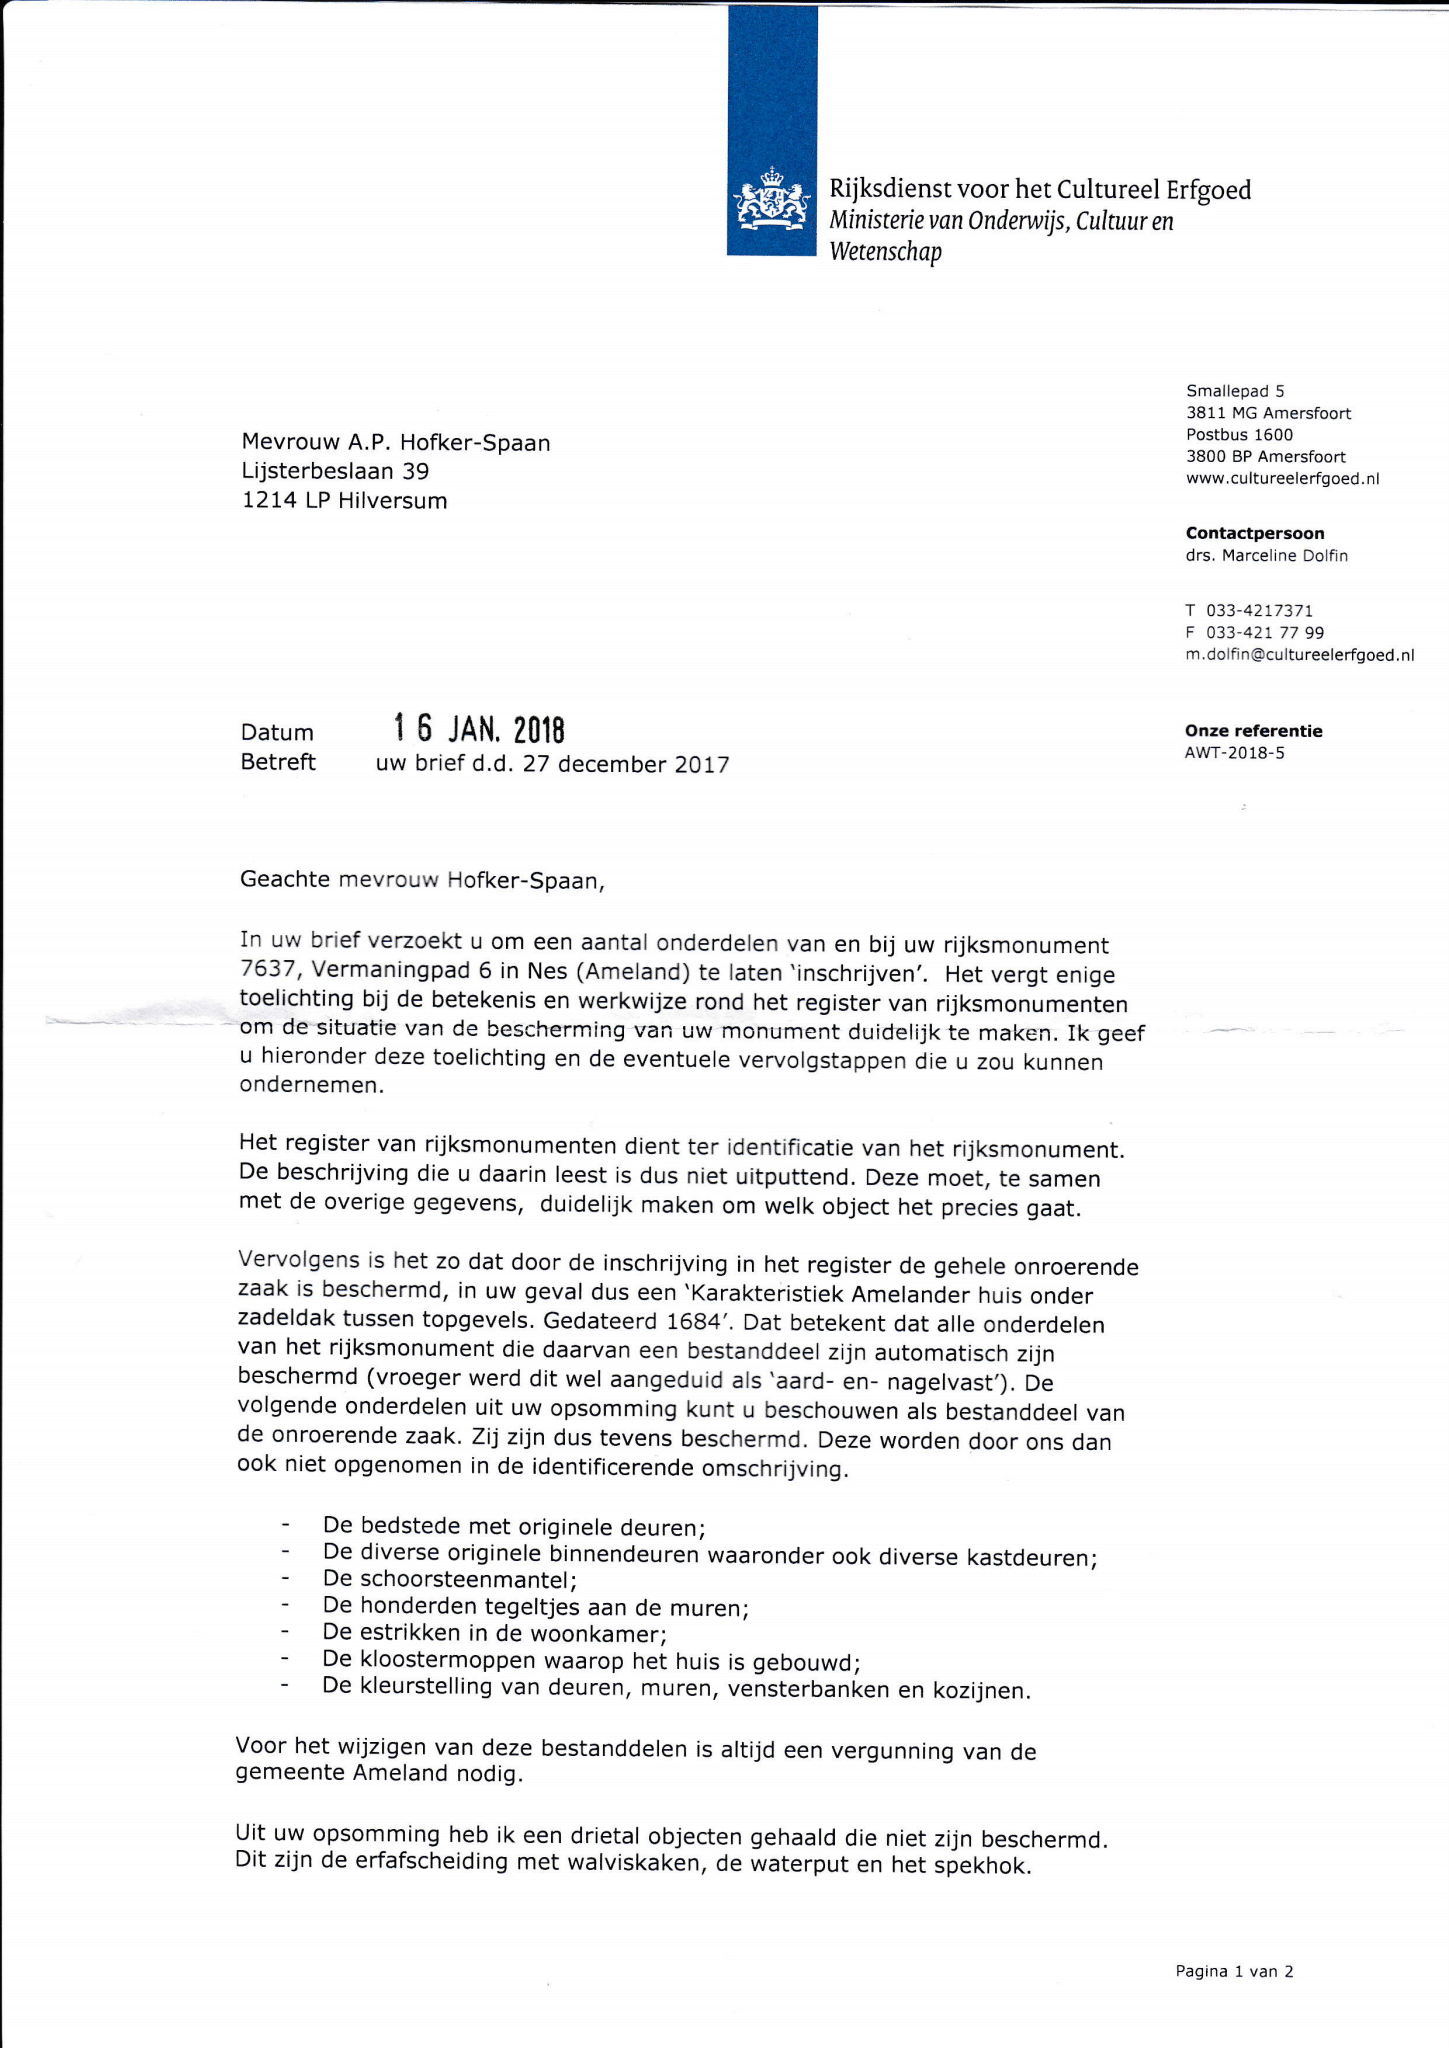 Rijksdienst voor het Cultureel Erfgoed
Ministerie van Onderwijs, Cultuur en
Wetenschap
Smallepad 5
3811 MG Amersfoort
Postbus 1600
3800 BP Amersfoort
www.cultureelerfgoed.nl
Mevrouw A.P. Hofker-Spaan
Lijsterbeslaan 39
1214 LP Hilversum
Contactpersoon
drs. Marceline Dolfin
T 033-4217371
F 033-421 77 99
m.dolfin@cultureelerfgoed.nl
Datum 16 JAN. 2018
Betreft uw brief d.d. 27 december 2017
Onze referentie
AWT-2018-5
Geachte mevrouw Hofker-Spaan,
In uw brief verzoekt u om een aantal onderdelen van en bij uw rijksmonument
7637, Vermaningpad 6 in Nes (Ameland) te laten ‘inschrijven’. Het vergt enige
toelichting bij de betekenis en werkwijze rond het register van rijksmonumenten
om de situatie van de bescherming van uw monument duidelijk te maken. Ik geef
u hieronder deze toelichting en de eventuele vervolgstappen die u zou kunnen
ondernemen.
Het register van rijksmonumenten dient ter identificatie van het rijksmonument.
De beschrijving die u daarin leest is dus niet uitputtend. Deze moet, te samen
met de overige gegevens, duidelijk maken om welk object het precies gaat.
Vervolgens is het zo dat door de inschrijving in het register de gehele onroerende
zaak is beschermd, in uw geval dus een ‘Karakteristiek Amelander huis onder
zadeldak tussen topgevels. Gedateerd 1684’. Dat betekent dat alle onderdelen
van het rijksmonument die daarvan een bestanddeel zijn automatisch zijn
beschermd (vroeger werd dit wel aangeduid als ‘aard- en- nagelvast’). De
volgende onderdelen uit uw opsomming kunt u beschouwen als bestanddeel van
de onroerende zaak. Zij zijn dus tevens beschermd. Deze worden door ons dan
ook niet opgenomen in de identificerende omschrijving.
- De bedstede met originele deuren;
- De diverse originele binnendeuren waaronder ook diverse kastdeuren;
- De schoorsteenmantel;
- De honderden tegeltjes aan de muren;
- De estrikken in de woonkamer;
- De kloostermoppen waarop het huis is gebouwd;
- De kleurstelling van deuren, muren, vensterbanken en kozijnen.
Voor het wijzigen van deze bestanddelen is altijd een vergunning van de
gemeente Ameland nodig.
Uit uw opsomming heb ik een drietal objecten gehaald die niet zijn beschermd.
Dit zijn de erfafscheiding met walviskaken, de waterput en het spekhok.
Pagina 1 van 2